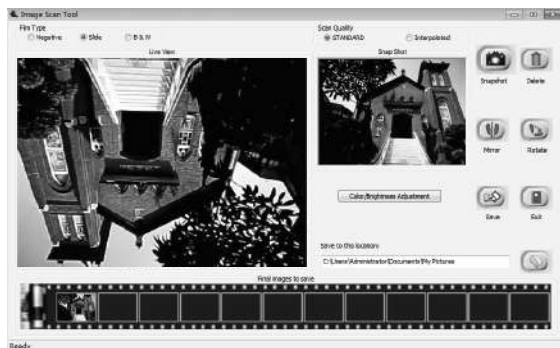 Image Scan Tool
Film Type
Negative
Slide
B & W
Scan Quality
STANDARD
Interpolated
Live View
Snap Shot
Snapshot
Delete
Mirror
Rotate
Color/Brightness Adjustment
Save
Exit
Save to this location:
C:\Users\Administrator\Documents\My Pictures
Final images to save
Ready